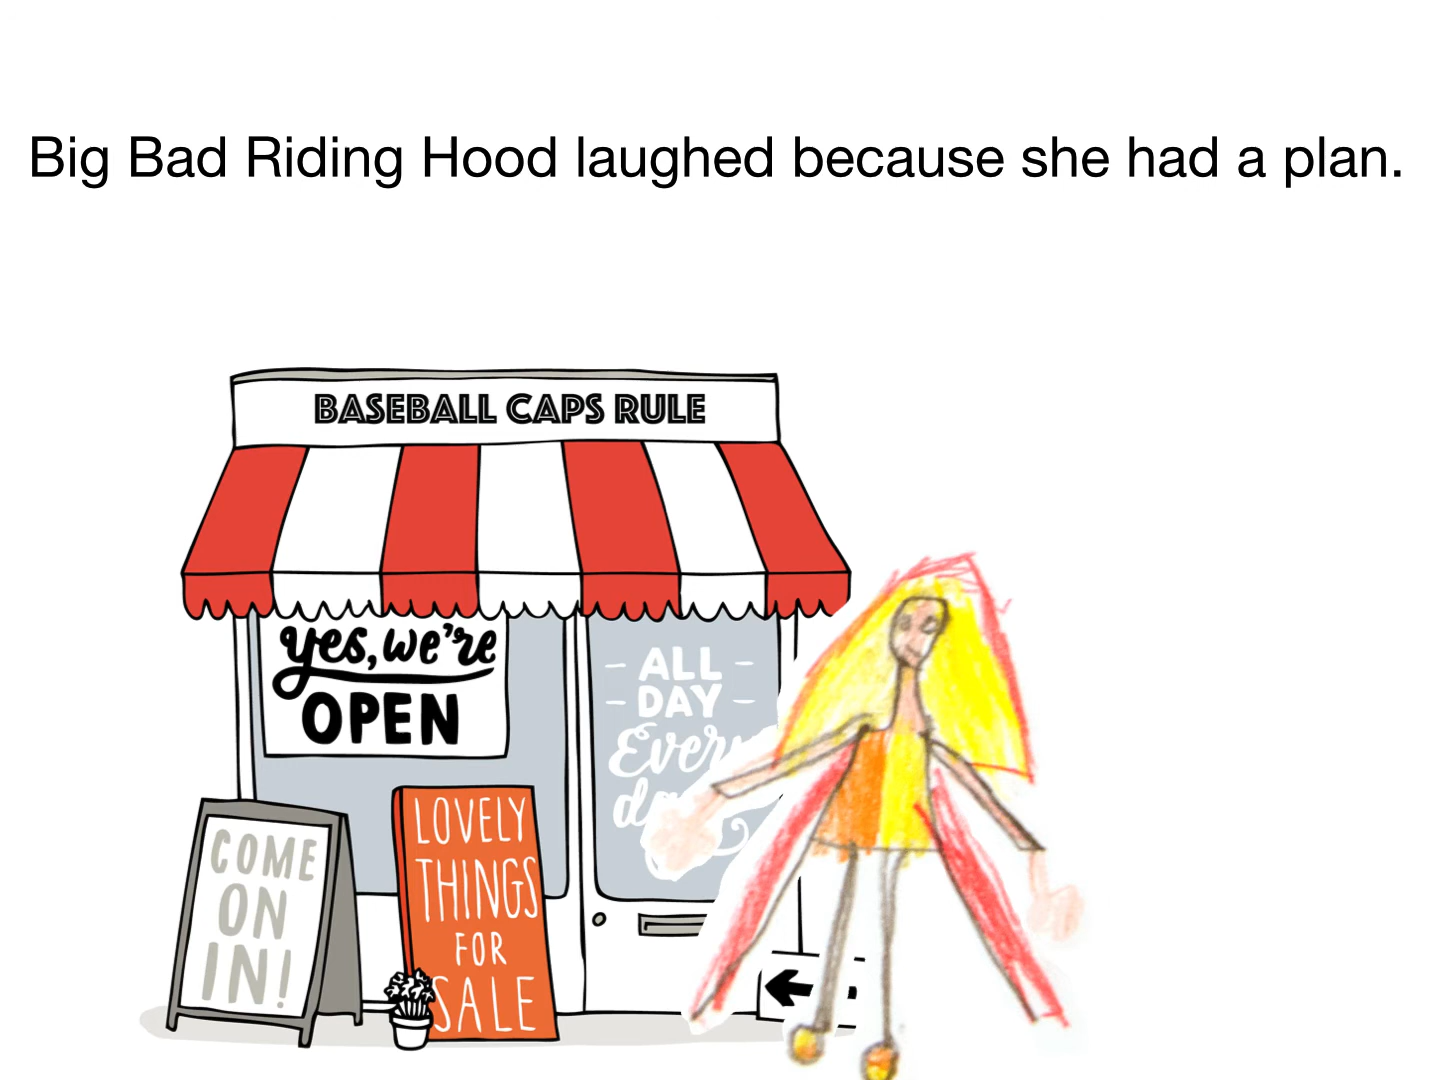 Big Bad Riding Hood laughed because she had a plan.
BASEBALL CAPS RULE
yes, we're
OPEN
- ALL -
- DAY -
COME
ON
IN!
LOVELY
THINGS
FOR
SALE